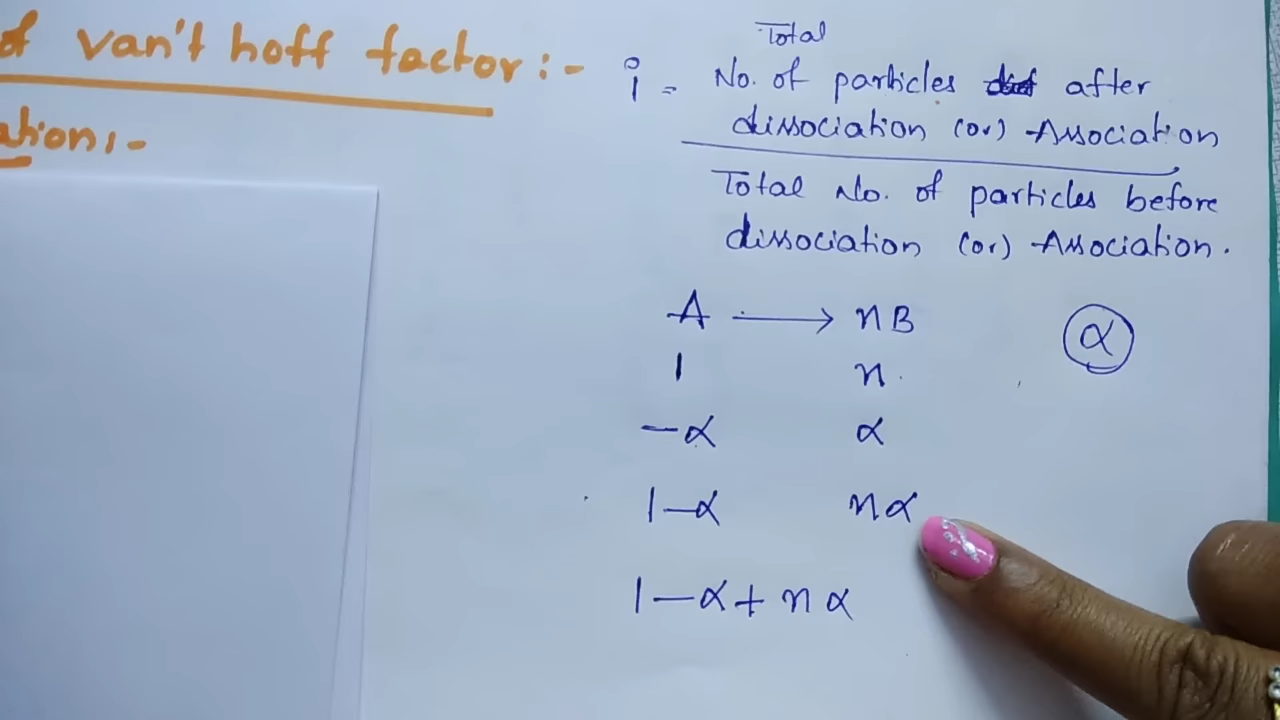 of van't hoff factor :-
ation :-
Total
i = No. of particles after
dissociation (or) Association
Total No. of particles before
dissociation (or) Association.
A → nB
1 n
-α α
1-α nα
1-α+nα
α